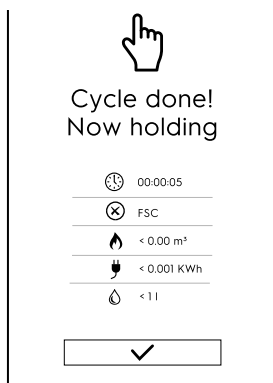 Cycle done!
Now holding
00:00:05
FSC
< 0.00 m³
< 0.001 KWh
< 1 l